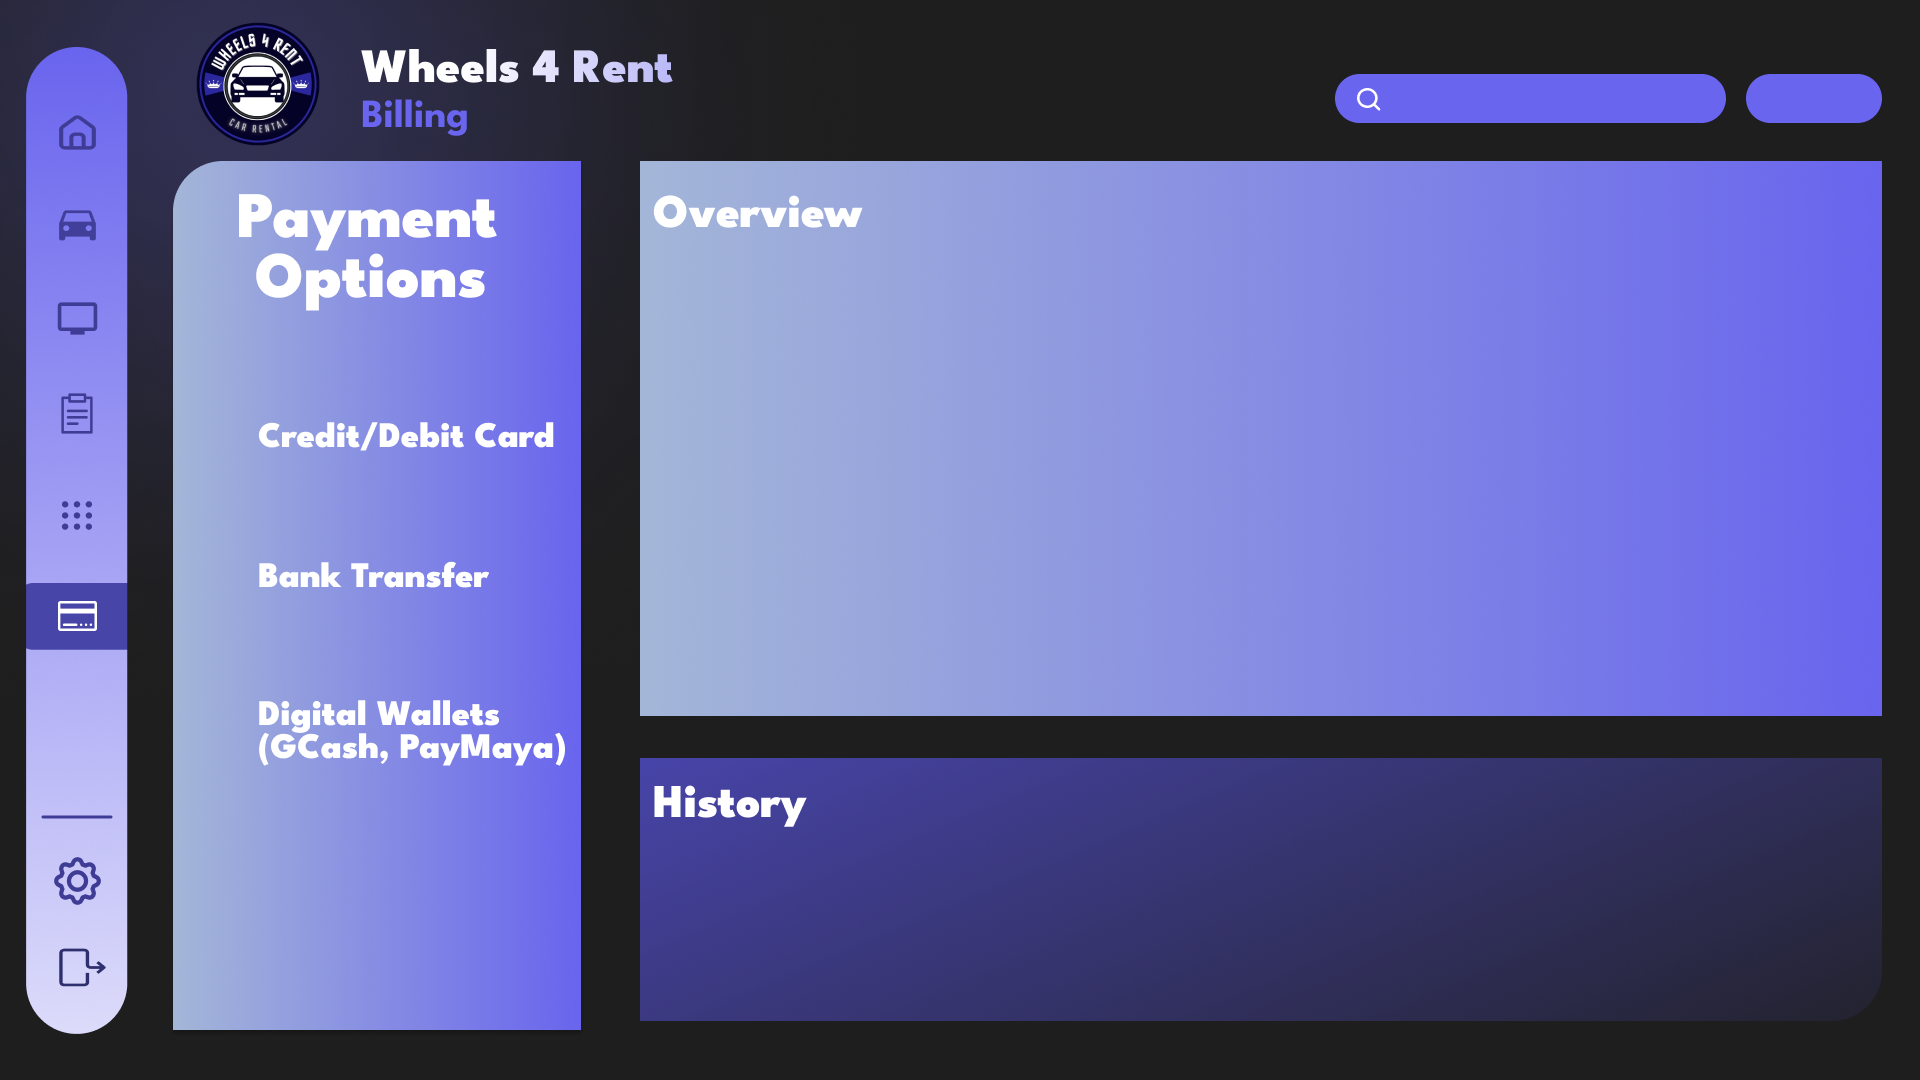 WHEELS 4 RENT
CAR RENTAL
Wheels 4 Rent
Billing
Payment
Options
Credit/Debit Card
Bank Transfer
Digital Wallets
(GCash, PayMaya)
Overview
History